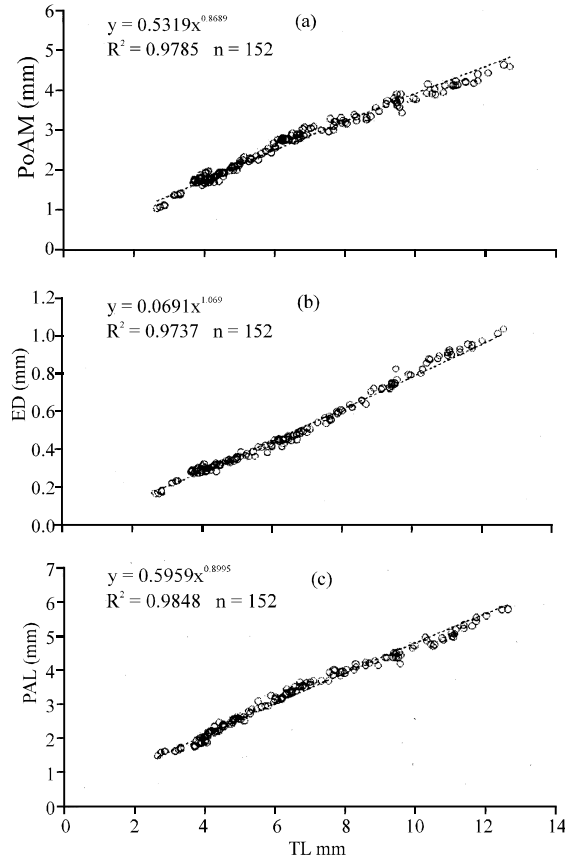 y = 0.5319x^0.8689 (a)
R² = 0.9785 n = 152
PoAM (mm)
6
5
4
3
2
1
0
y = 0.0691x^1.069 (b)
R² = 0.9737 n = 152
ED (mm)
1.2
1.0
0.8
0.6
0.4
0.2
0.0
y = 0.5959x^0.8995 (c)
R² = 0.9848 n = 152
PAL (mm)
7
6
5
4
3
2
1
0
0 2 4 6 8 10 12 14
TL mm